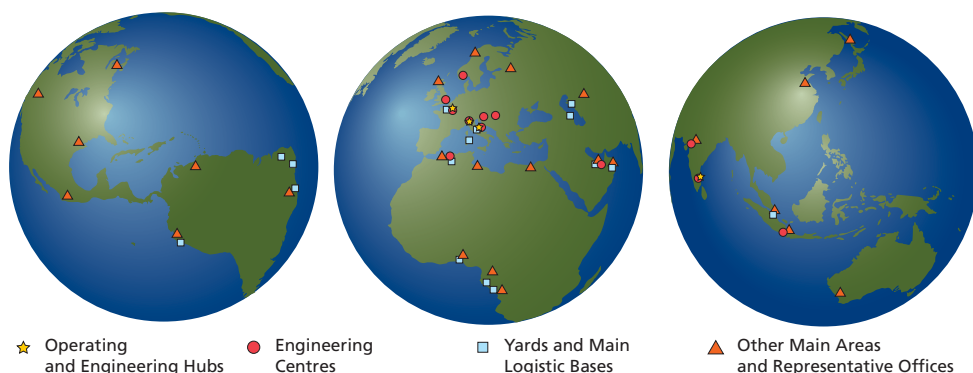 Operating
and Engineering Hubs
Engineering
Centres
Yards and Main
Logistic Bases
Other Main Areas
and Representative Offices